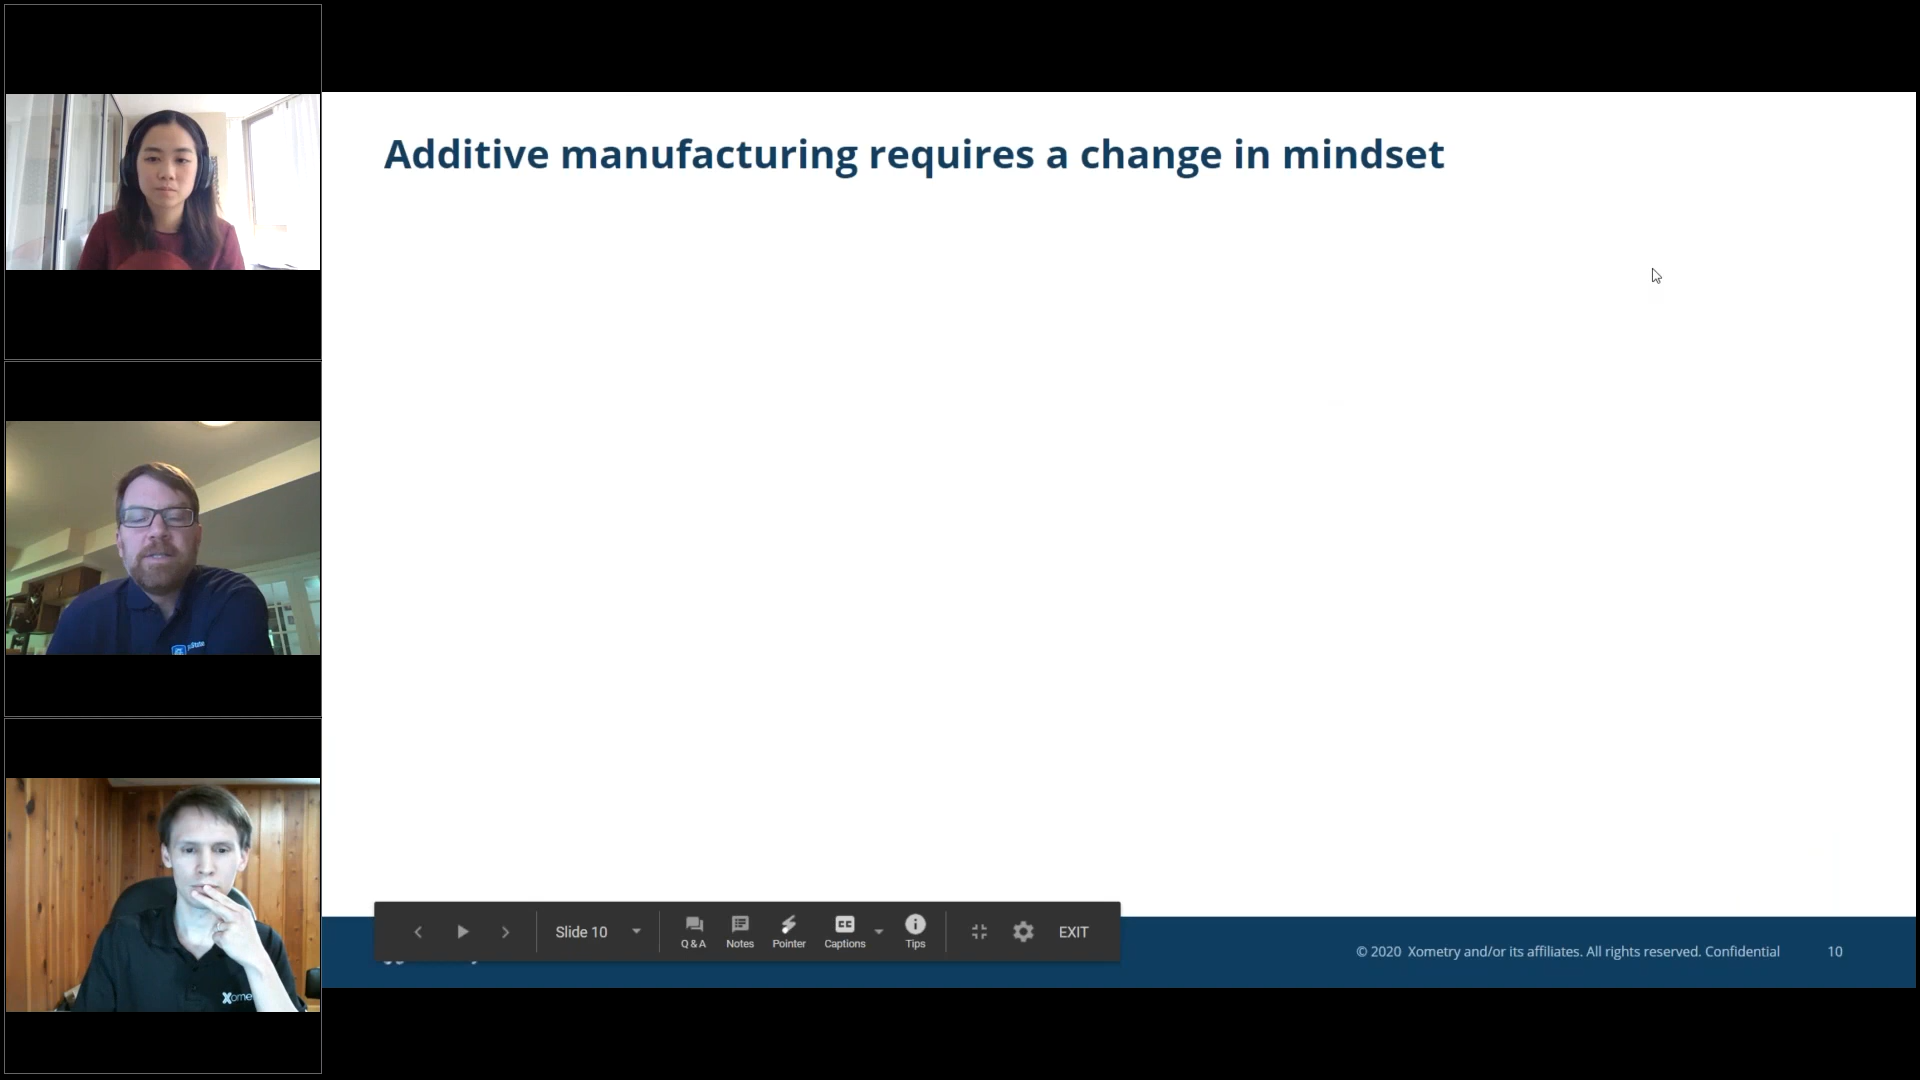 Additive manufacturing requires a change in mindset
Slide 10
Q & A
Notes
Pointer
Captions
Tips
EXIT
© 2020 Xometry and/or its affiliates. All rights reserved. Confidential
10